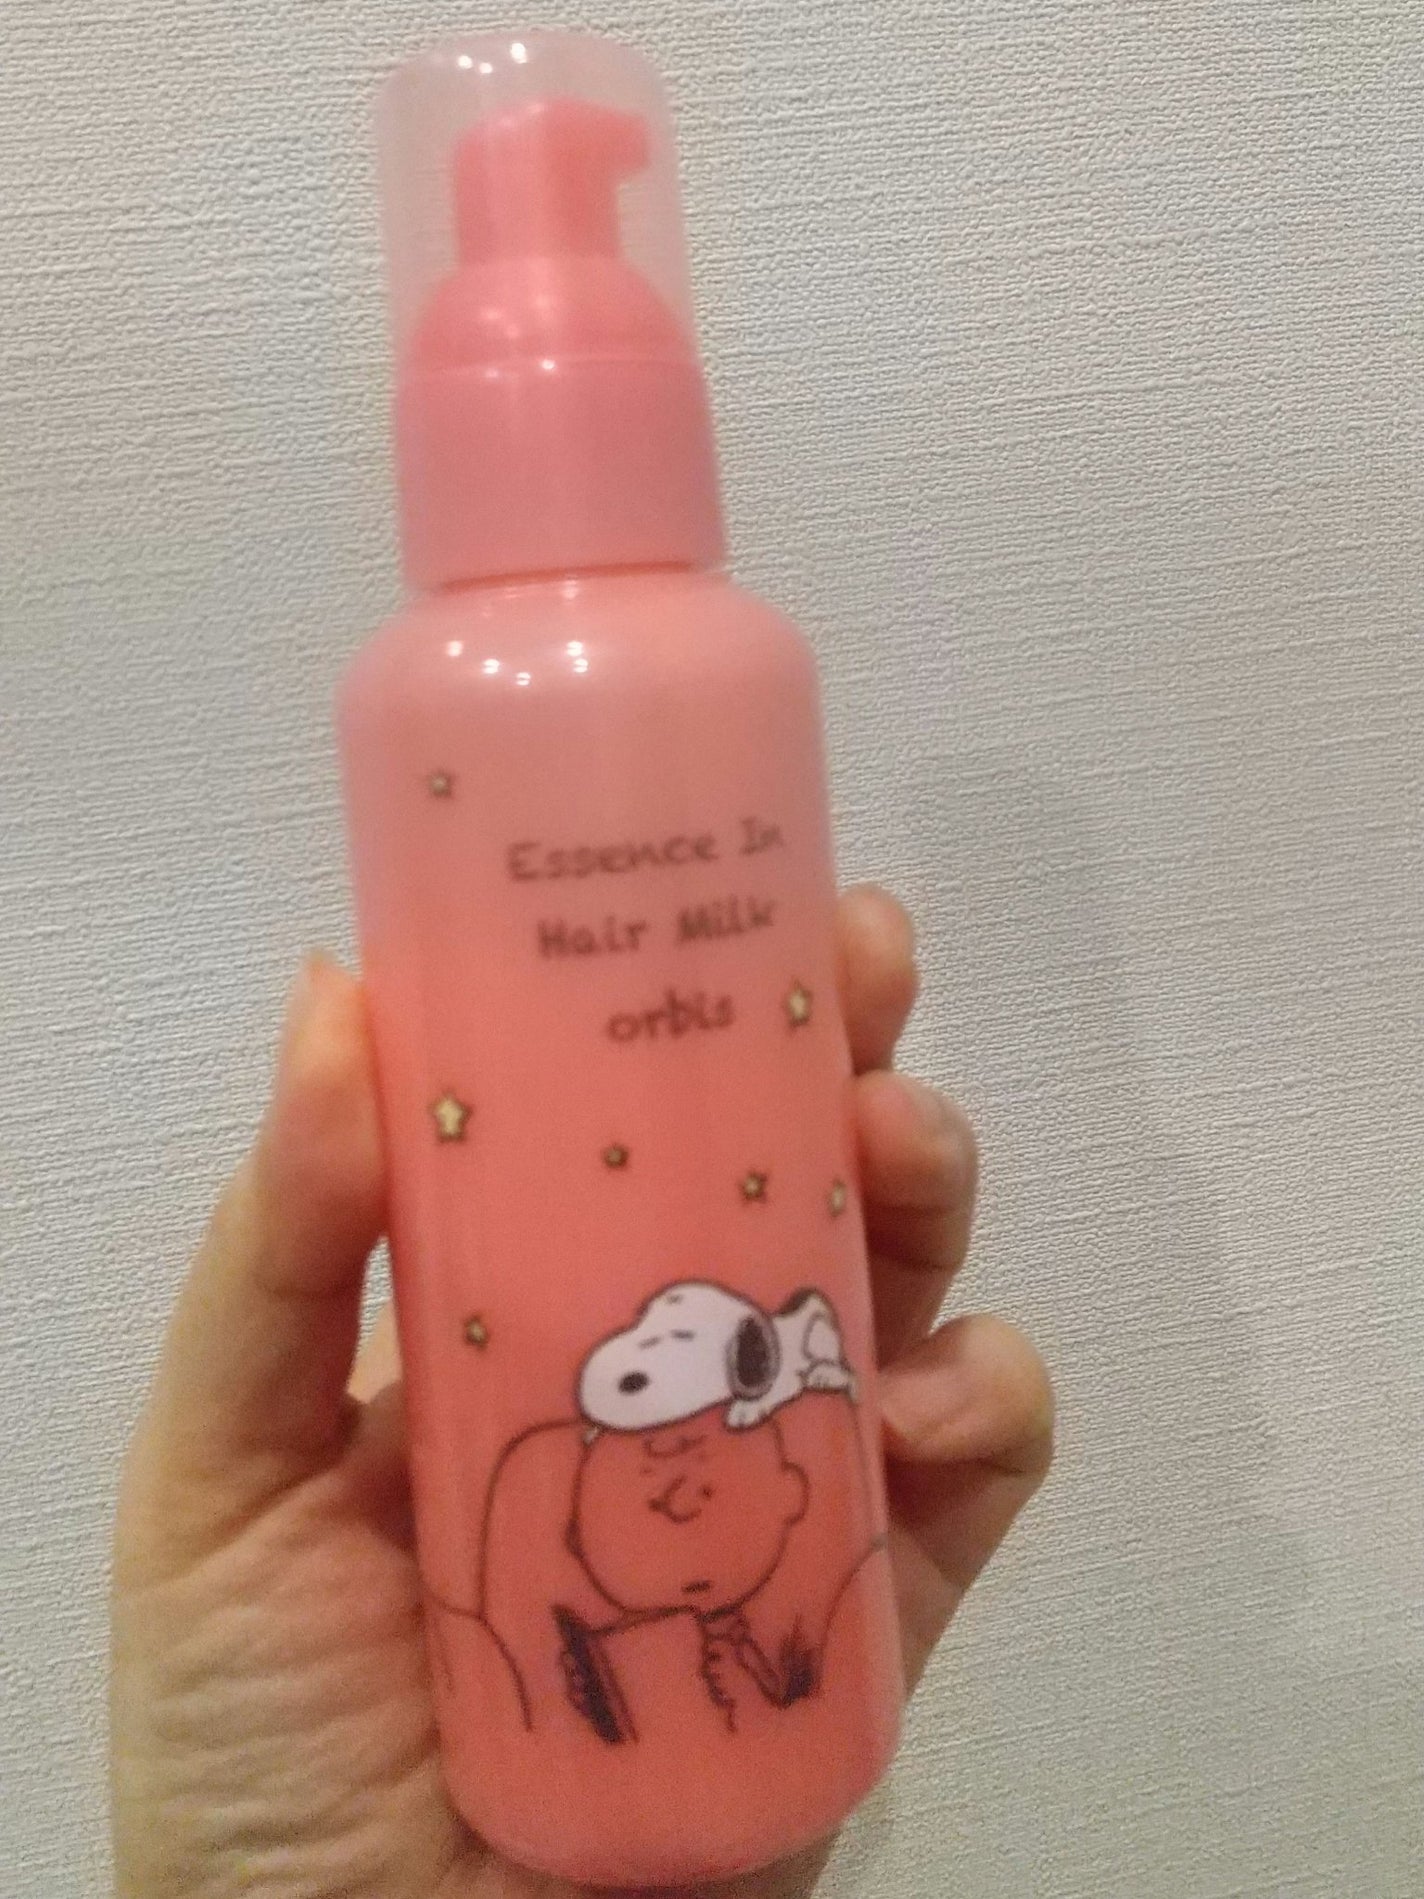 Essence In
Hair Milk
orbis